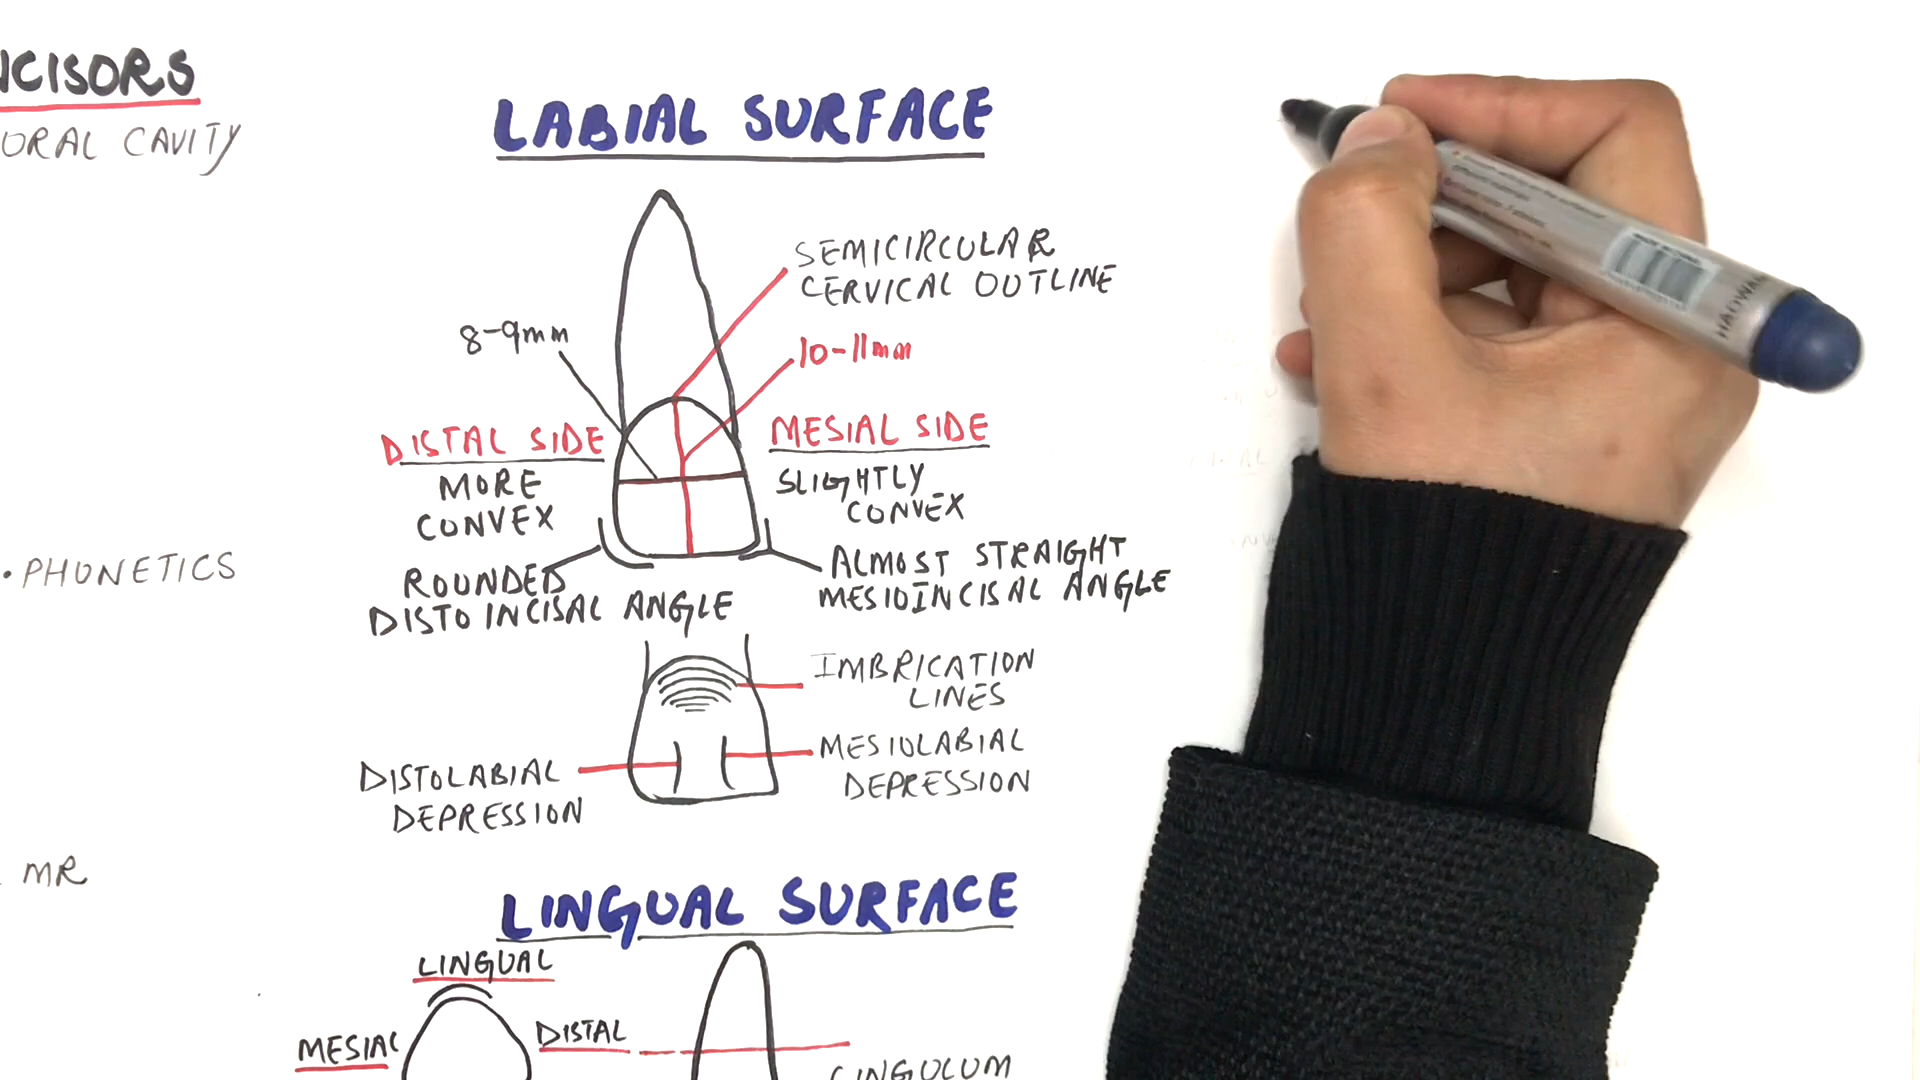 NCISORS
ORAL CAVITY
LABIAL SURFACE
SEMICIRCULAR
CERVICAL OUTLINE
8-9mm
10-11mm
DISTAL SIDE
MORE
CONVEX
MESIAL SIDE
SLIGHTLY
CONVEX
ROUNDED
DISTO INCISAL ANGLE
ALMOST STRAIGHT
MESIOINCISAL ANGLE
• PHONETICS
IMBRICATION
LINES
DISTOLABIAL
DEPRESSION
MESIOLABIAL
DEPRESSION
MR
LINGUAL SURFACE
LINGUAL
MESIAL
DISTAL
CINGULUM